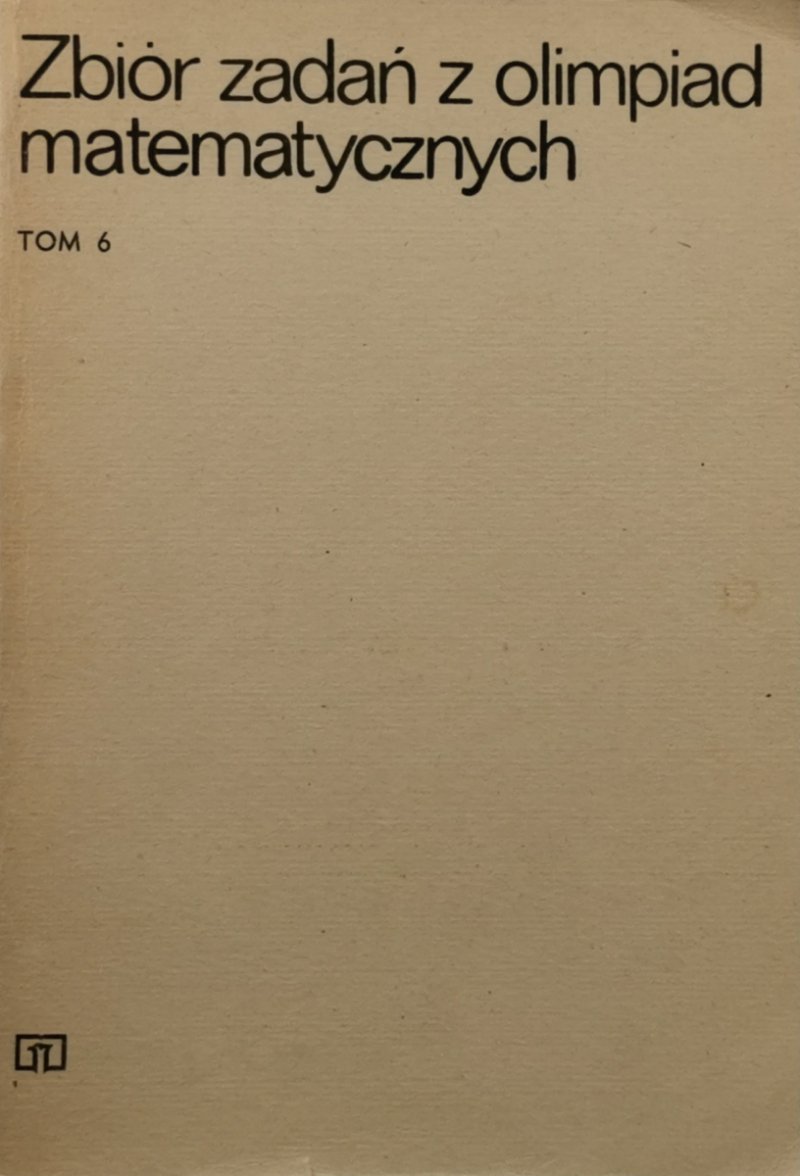 Zbiór zadań z olimpiad
matematycznych
TOM 6